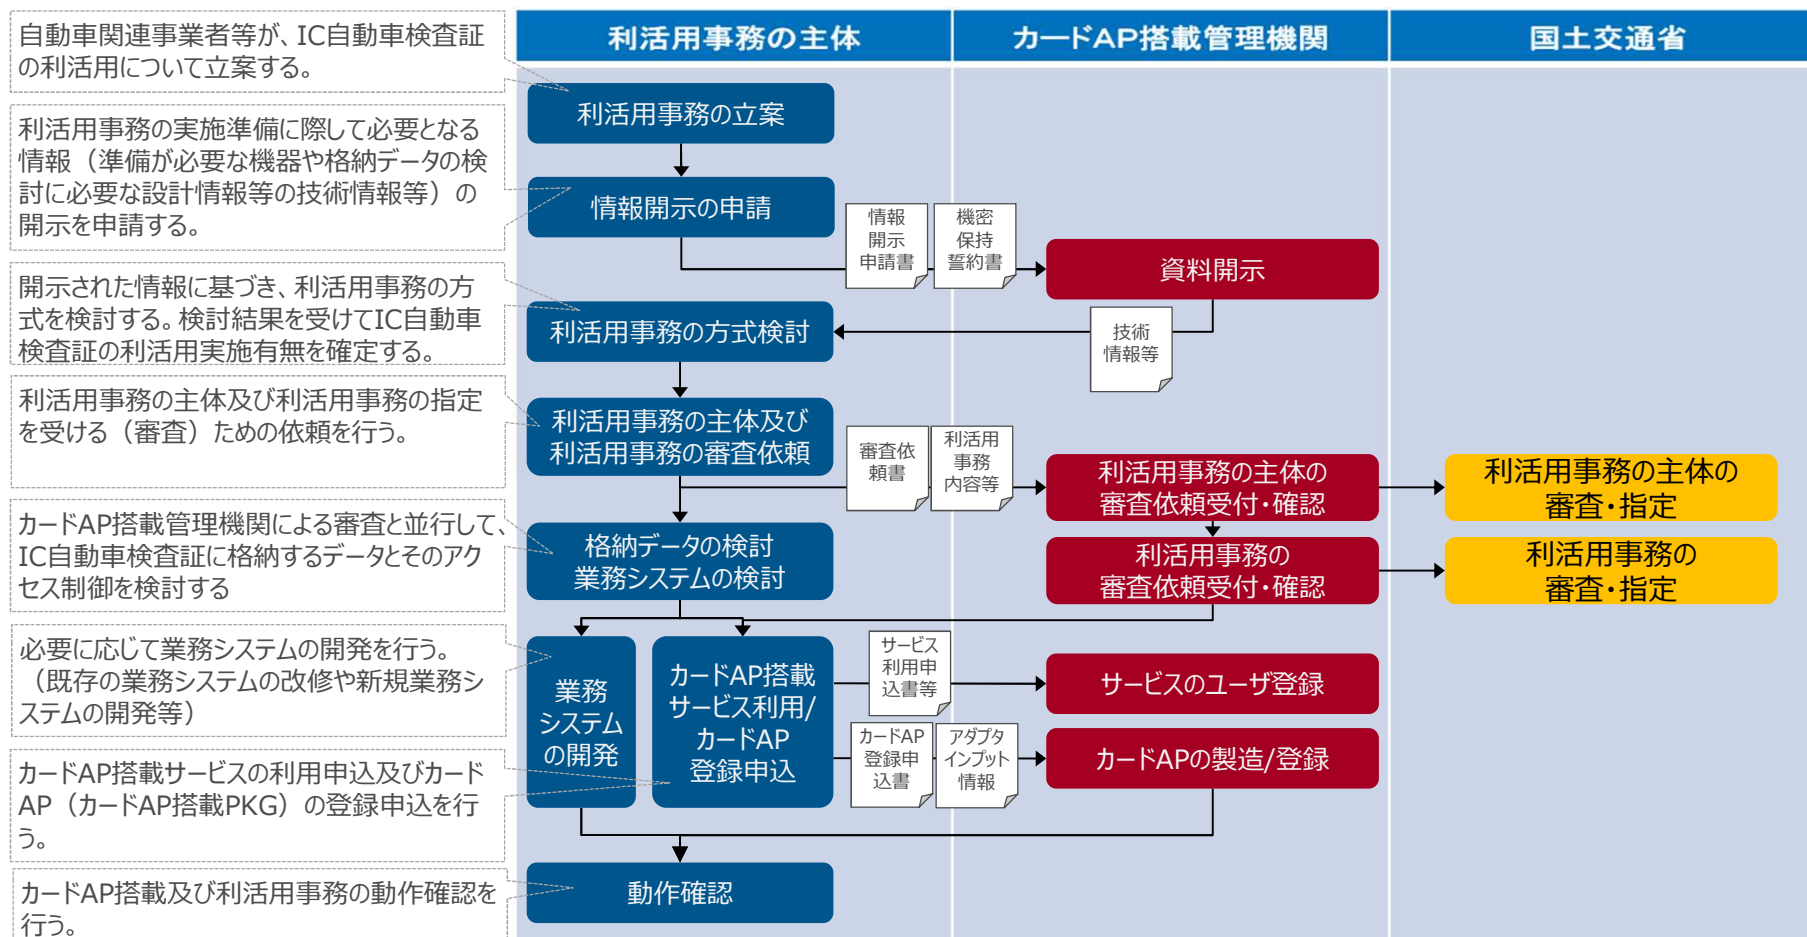 利活用事務の主体
カードAP搭載管理機関
国土交通省
自動車関連事業者等が、IC自動車検査証
の利活用について立案する。
利活用事務の立案
利活用事務の実施準備に際して必要となる
情報（準備が必要な機器や格納データの検
討に必要な設計情報等の技術情報等）の
開示を申請する。
情報開示の申請
情報
開示
申請書
機密
保持
誓約書
資料開示
開示された情報に基づき、利活用事務の方
式を検討する。検討結果を受けてIC自動車
検査証の利活用実施有無を確定する。
利活用事務の方式検討
技術
情報等
利活用事務の主体及び利活用事務の指定
を受ける（審査）ための依頼を行う。
利活用事務の主体及び
利活用事務の審査依頼
審査依
頼書
利活用
事務
内容等
利活用事務の主体の
審査依頼受付・確認
利活用事務の主体の
審査・指定
カードAP搭載管理機関による審査と並行して、
IC自動車検査証に格納するデータとそのアク
セス制御を検討する
格納データの検討
業務システムの検討
利活用事務の
審査依頼受付・確認
利活用事務の
審査・指定
必要に応じて業務システムの開発を行う。
（既存の業務システムの改修や新規業務シ
ステムの開発等）
業務
システム
の開発
カードAP搭載
サービス利用/
カードAP
登録申込
サービス
利用申
込書等
サービスのユーザ登録
カードAP搭載サービスの利用申込及びカード
AP（カードAP搭載PKG）の登録申込を行
う。
カードAP
登録申
込書
アダプタ
インプット
情報
カードAPの製造/登録
カードAP搭載及び利活用事務の動作確認を
行う。
動作確認